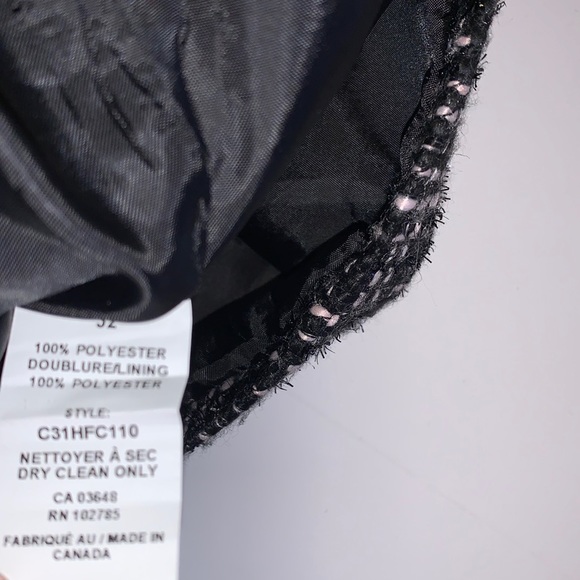 100% POLYESTER
DOUBLURE/LINING
100% POLYESTER
STYLE:
C31HFC110
NETTOYER À SEC
DRY CLEAN ONLY
CA 03648
RN 102785
FABRIQUÉ AU / MADE IN
CANADA